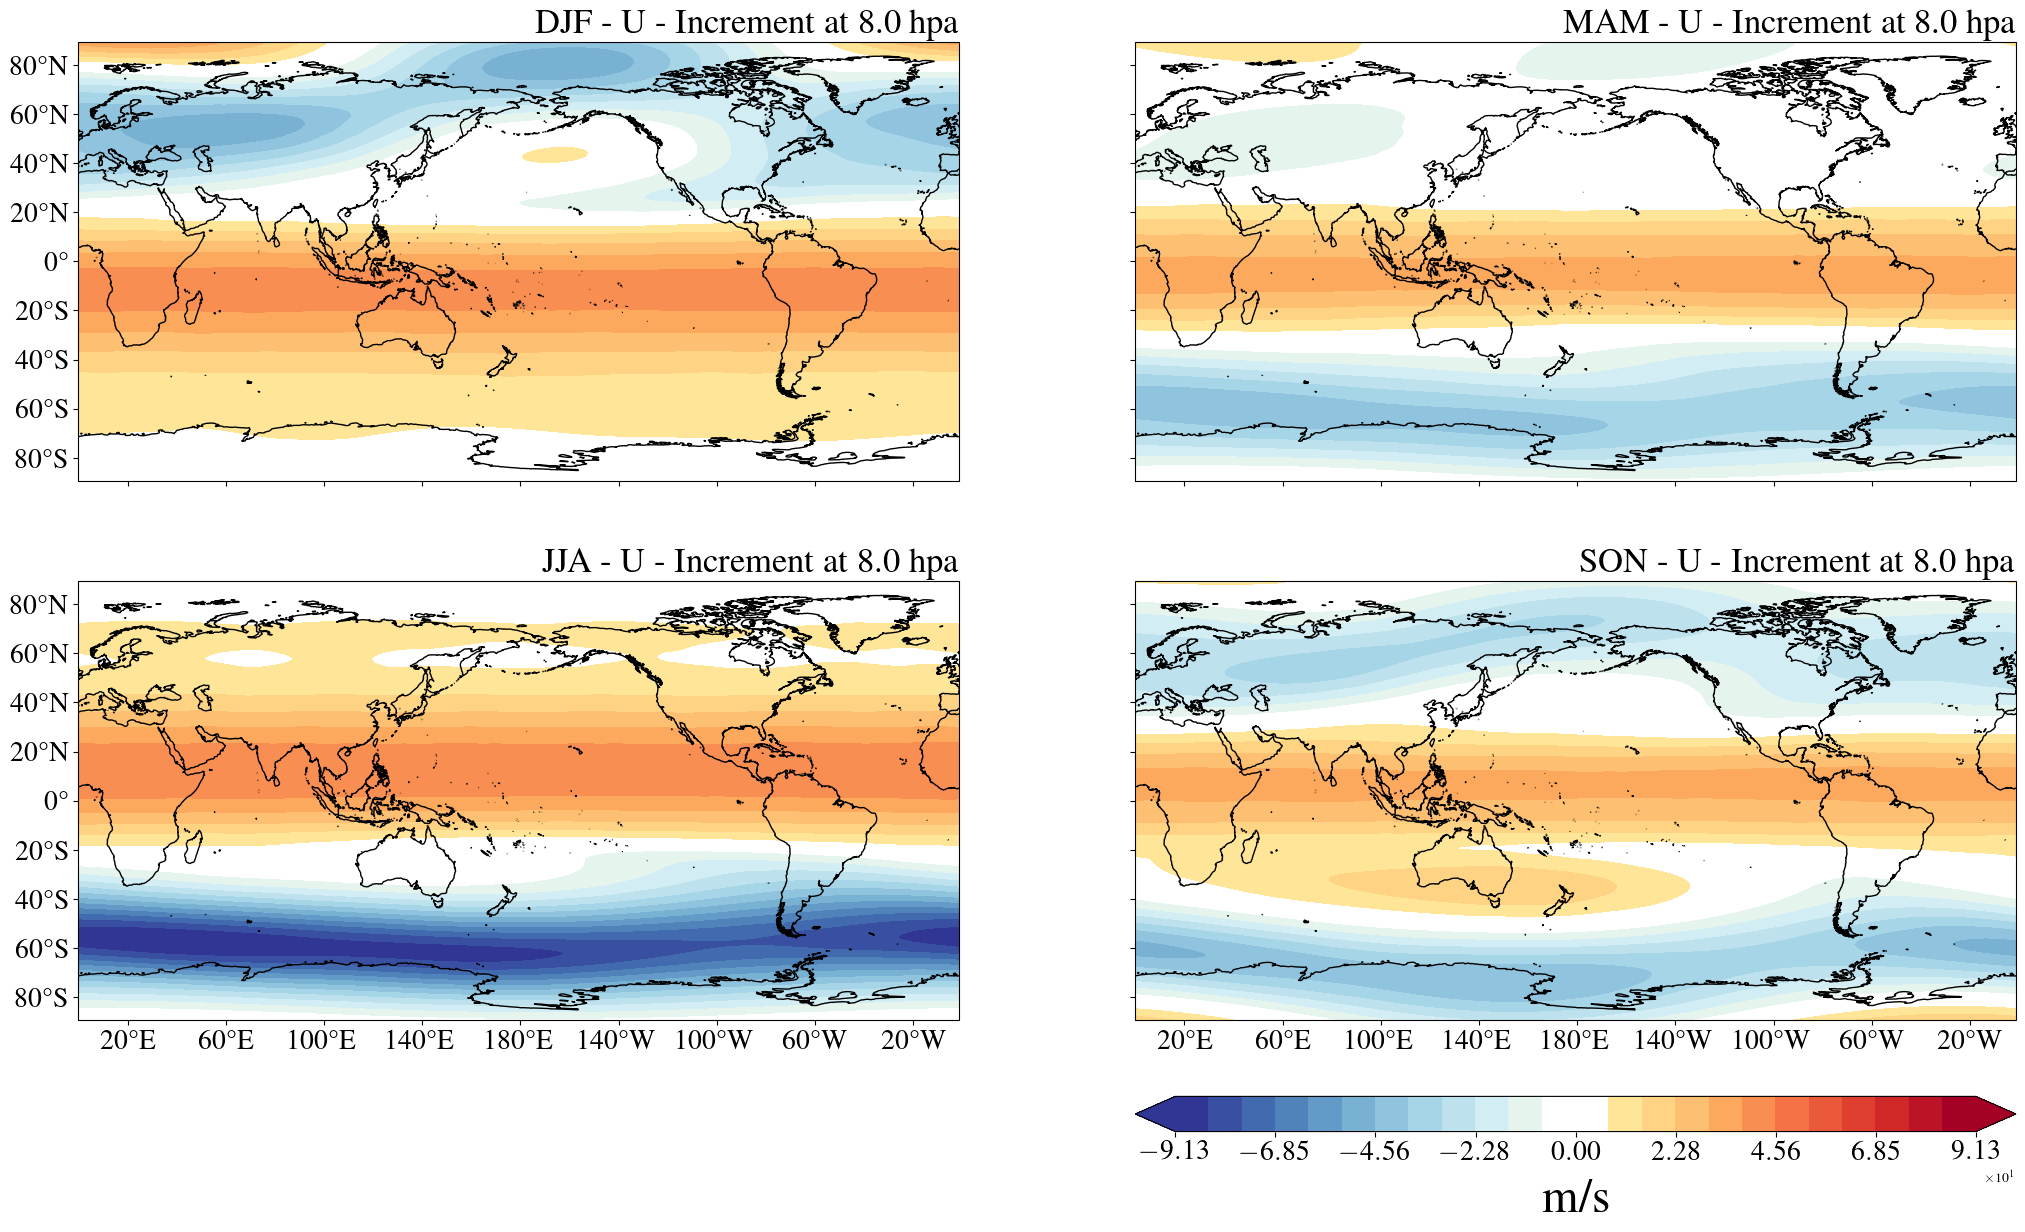 DJF - U - Increment at 8.0 hpa
MAM - U - Increment at 8.0 hpa
80°N
60°N
40°N
20°N
0°
20°S
40°S
60°S
80°S
JJA - U - Increment at 8.0 hpa
SON - U - Increment at 8.0 hpa
80°N
60°N
40°N
20°N
0°
20°S
40°S
60°S
80°S
20°E 60°E 100°E 140°E 180°E 140°W 100°W 60°W 20°W
20°E 60°E 100°E 140°E 180°E 140°W 100°W 60°W 20°W
−9.13 −6.85 −4.56 −2.28 0.00 2.28 4.56 6.85 9.13
×10¹
m/s